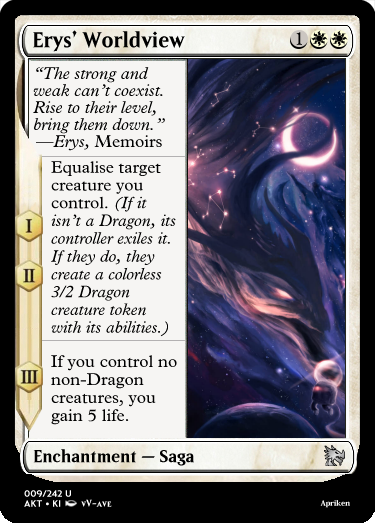 Erys' Worldview 1
"The strong and
weak can't coexist.
Rise to their level,
bring them down."
—Erys, Memoirs
Equalise target
creature you
control. (If it
isn't a Dragon, its
controller exiles it.
If they do, they
create a colorless
3/2 Dragon
creature token
with its abilities.)
I
II
III
If you control no
non-Dragon
creatures, you
gain 5 life.
Enchantment — Saga
009/242 U
AKT • KI vV-AVE
Apriken